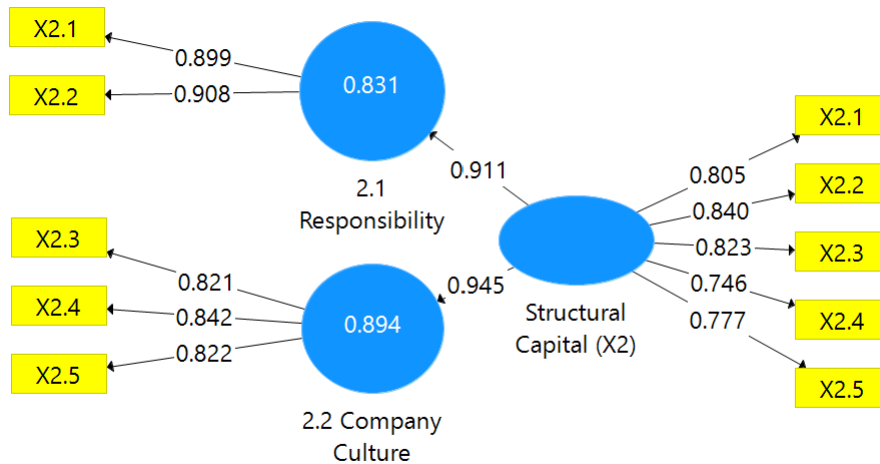 X2.1
0.899
X2.2
0.908
0.831
2.1
Responsibility
X2.3
0.821
X2.4
0.842
X2.5
0.822
0.894
2.2 Company
Culture
0.911
0.945
Structural
Capital (X2)
0.805
X2.1
0.840
X2.2
0.823
X2.3
0.746
X2.4
0.777
X2.5